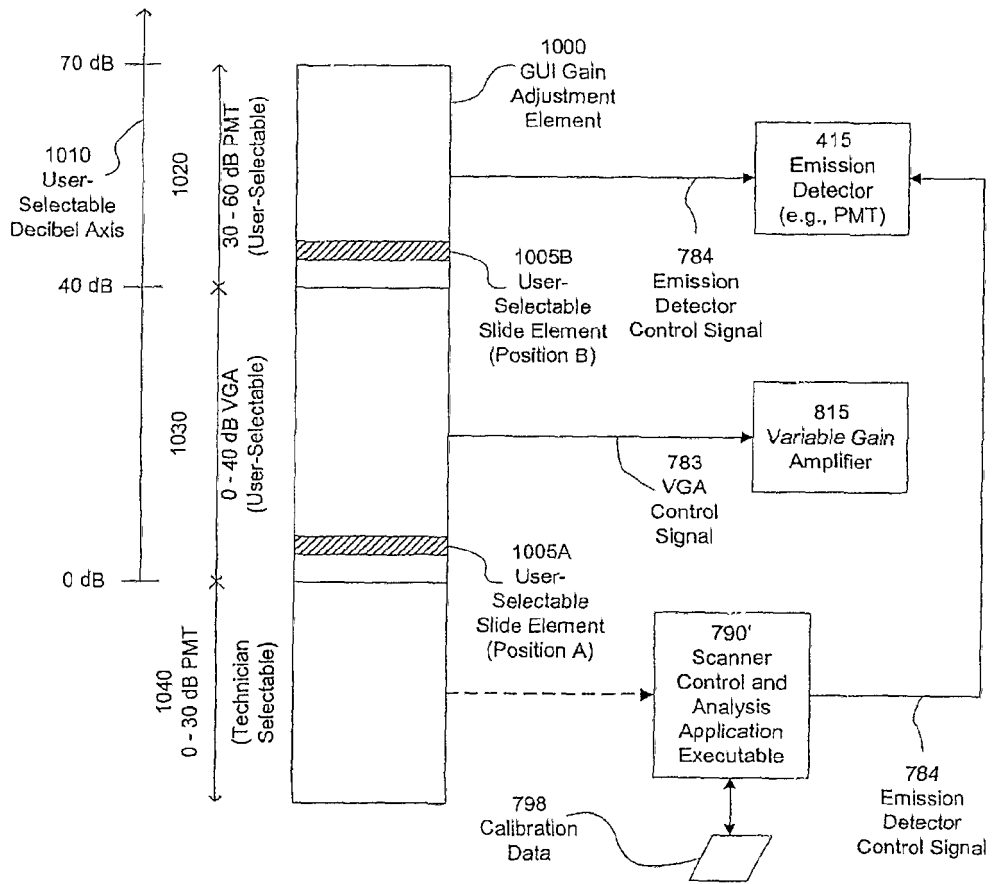 70 dB
1010
User-
Selectable
Decibel Axis
40 dB
0 dB
1020
30 - 60 dB PMT
(User-Selectable)
1030
0 - 40 dB VGA
(User-Selectable)
1040
0 - 30 dB PMT
(Technician
Selectable)
1000
GUI Gain
Adjustment
Element
1005B
User-
Selectable
Slide Element
(Position B)
1005A
User-
Selectable
Slide Element
(Position A)
784
Emission
Detector
Control Signal
415
Emission
Detector
(e.g., PMT)
783
VGA
Control
Signal
815
Variable Gain
Amplifier
790'
Scanner
Control and
Analysis
Application
Executable
798
Calibration
Data
784
Emission
Detector
Control Signal